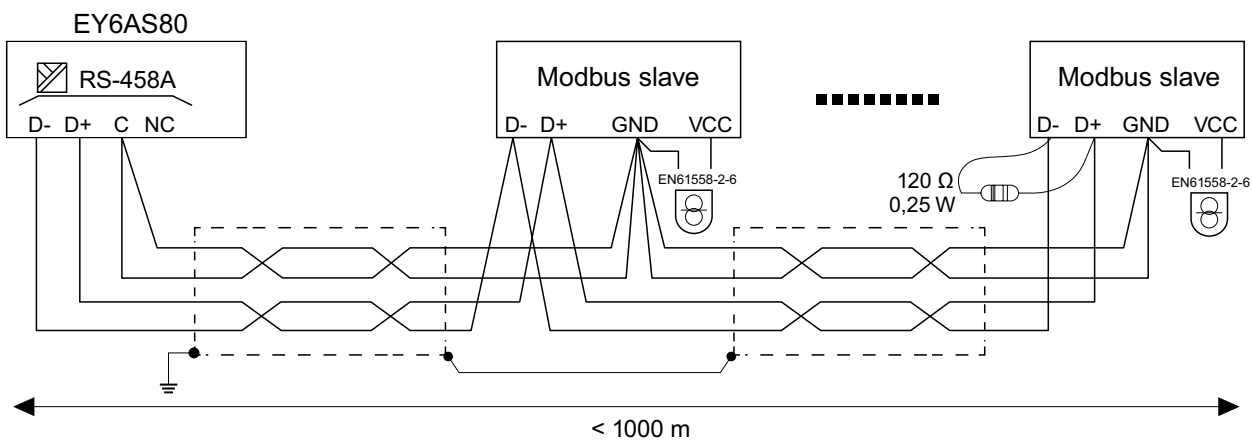 EY6AS80
RS-458A
D- D+ C NC
Modbus slave
D- D+ GND VCC
EN61558-2-6
Modbus slave
D- D+ GND VCC
120 Ω
0,25 W
EN61558-2-6
< 1000 m